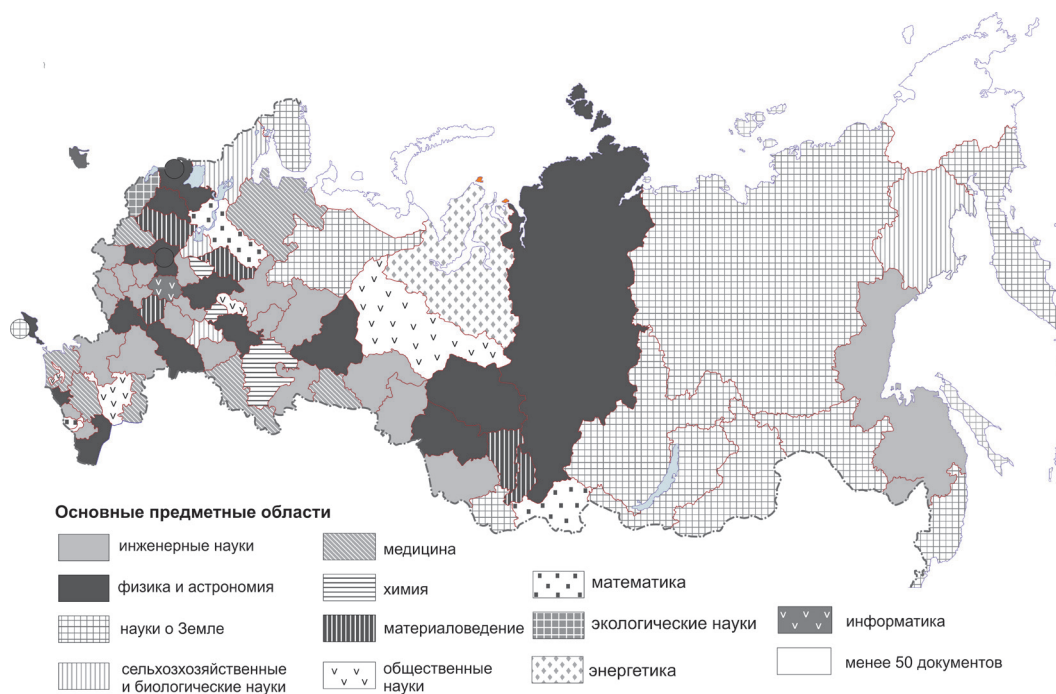 Основные предметные области
инженерные науки
физика и астрономия
науки о Земле
сельхозхозяйственные
и биологические науки
медицина
химия
материаловедение
общественные
науки
математика
экологические науки
энергетика
информатика
менее 50 документов